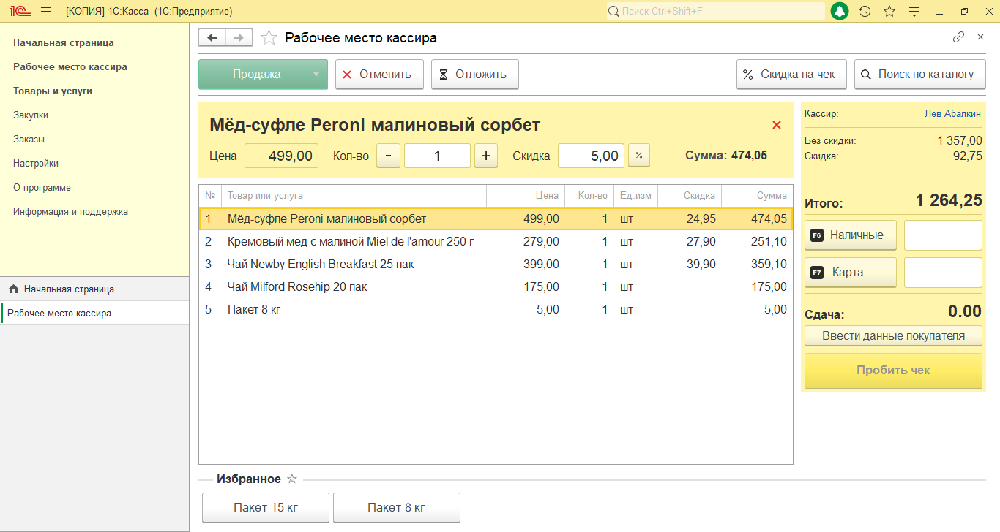 1С [КОПИЯ] 1С:Касса (1С:Предприятие) Поиск Ctrl+Shift+F
Начальная страница
Рабочее место кассира
Товары и услуги
Закупки
Заказы
Настройки
О программе
Информация и поддержка
Начальная страница
Рабочее место кассира
Рабочее место кассира
Продажа Отменить Отложить % Скидка на чек Поиск по каталогу
Мёд-суфле Peroni малиновый сорбет
Цена 499,00 Кол-во − 1 + Скидка 5,00 % Сумма: 474,05
№ Товар или услуга Цена Кол-во Ед.изм Скидка Сумма
1 Мёд-суфле Peroni малиновый сорбет 499,00 1 шт 24,95 474,05
2 Кремовый мёд с малиной Miel de l'amour 250 г 279,00 1 шт 27,90 251,10
3 Чай Newby English Breakfast 25 пак 399,00 1 шт 39,90 359,10
4 Чай Milford Rosehip 20 пак 175,00 1 шт 175,00
5 Пакет 8 кг 5,00 1 шт 5,00
Кассир: Лев Абалкин
Без скидки: 1 357,00
Скидка: 92,75
Итого: 1 264,25
F6 Наличные
F7 Карта
Сдача: 0.00
Ввести данные покупателя
Пробить чек
Избранное
Пакет 15 кг Пакет 8 кг